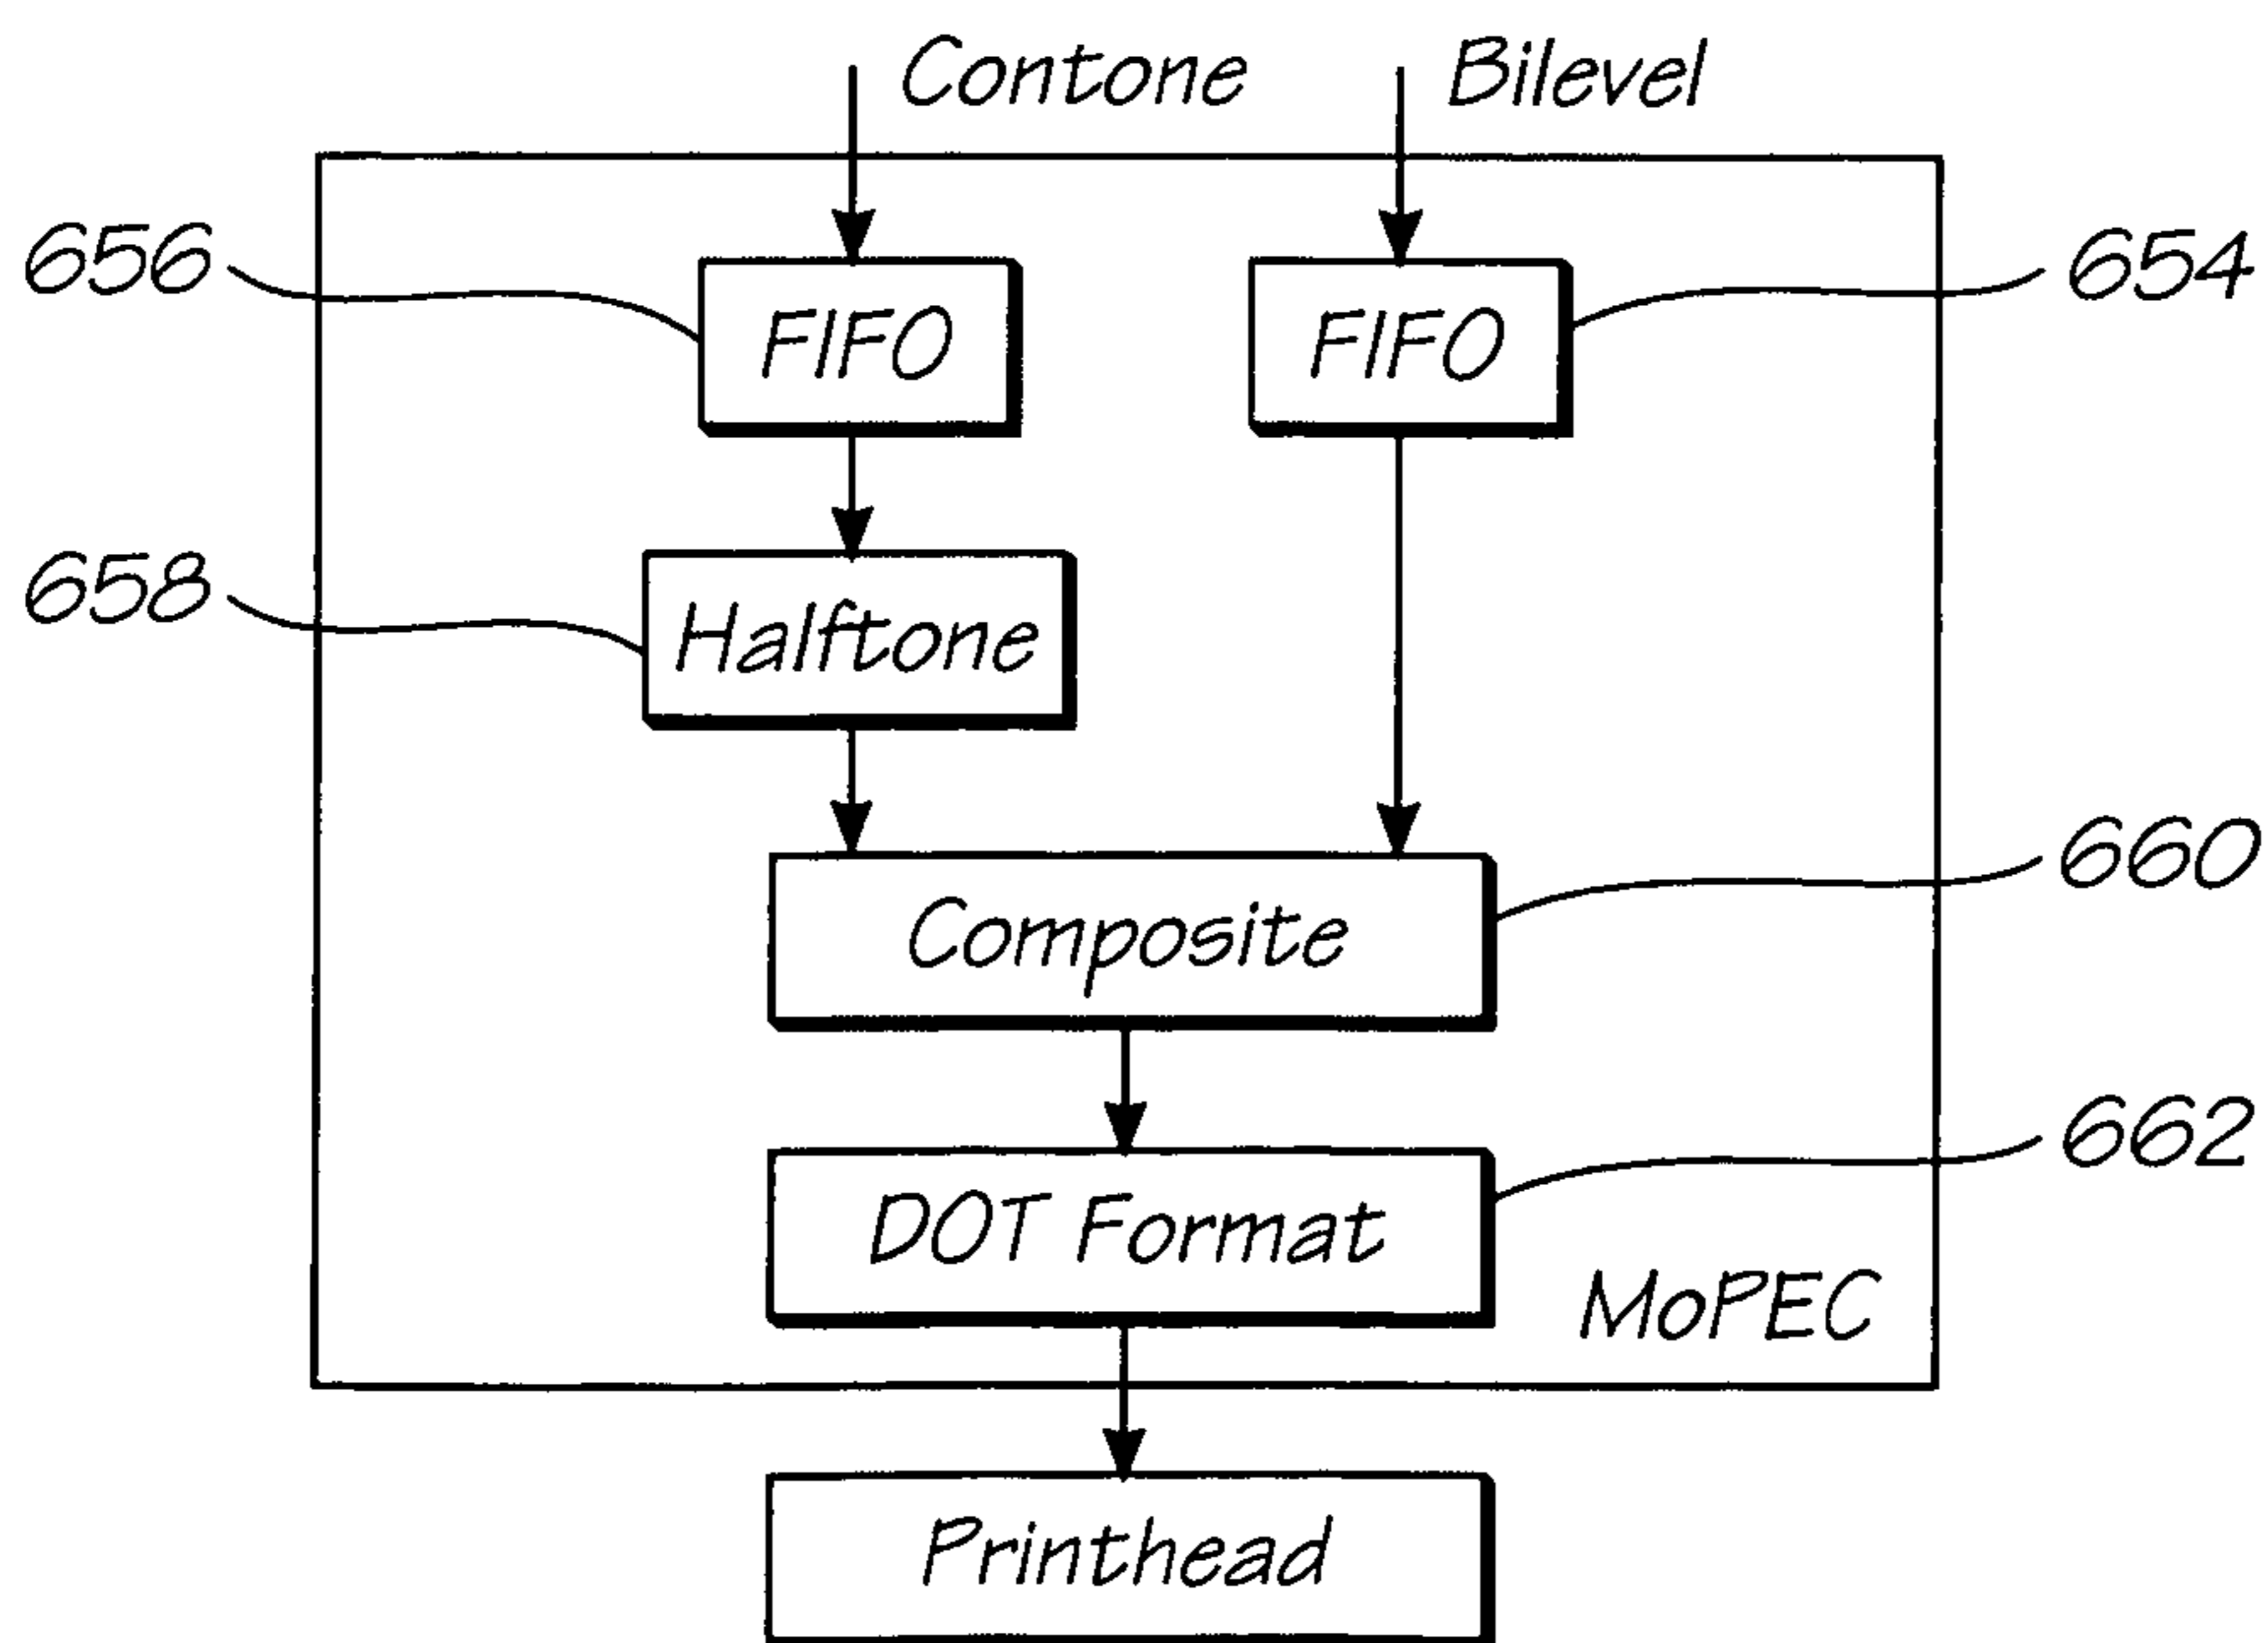 Contone
Bilevel
656
FIFO
FIFO
654
658
Halftone
660
Composite
662
DOT Format
MoPEC
Printhead